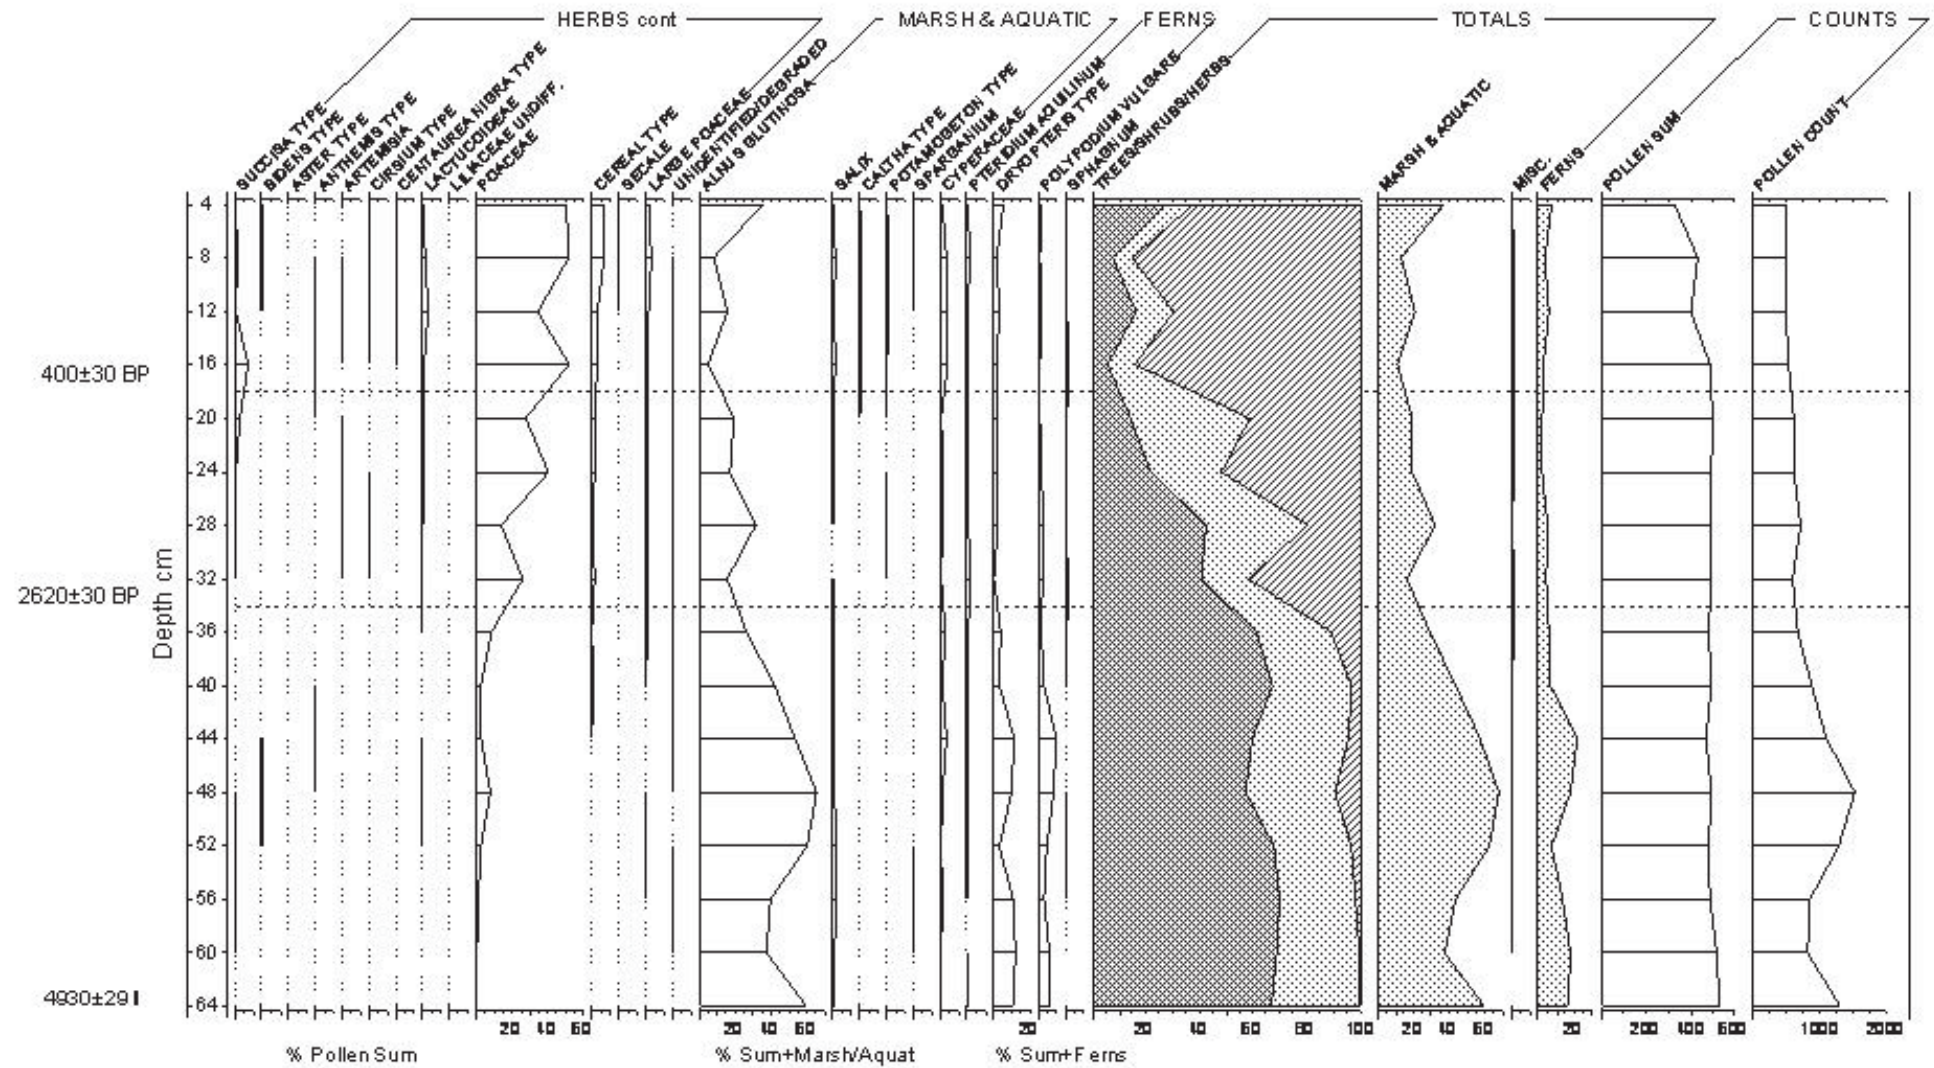 HERBS cont MARSH & AQUATIC FERNS TOTALS COUNTS
SUCCISA TYPE
BIDENS TYPE
ASTER TYPE
ANTHEMIS TYPE
ARTEMISIA
CIRSIUM TYPE
CENTAUREA NIGRA TYPE
LACTUCOIDEAE
LILIACEAE UNDIFF.
POACEAE
CEREAL TYPE
SECALE
LARGE POACEAE
UNIDENTIFIED/DEGRADED
ALNUS GLUTINOSA
SALIX
CALTHA TYPE
POTAMOGETON TYPE
SPARGANIUM
CYPERACEAE
PTERIDIUM AQUILINUM
DRYOPTERIS TYPE
POLYPODIUM VULGARE
SPHAGNUM
TREES/SHRUBS/HERBS
MARSH & AQUATIC
MISC.
FERNS
POLLEN SUM
POLLEN COUNT
4
8
12
16
400±30 BP
20
24
28
Depth cm
32
2620±30 BP
36
40
44
48
52
56
60
4930±29 I
64
20 40 60 20 40 60 20 20 40 60 80 100 20 40 60 20 200 400 600 1000 2000
% Pollen Sum % Sum+Marsh/Aquat % Sum+Ferns